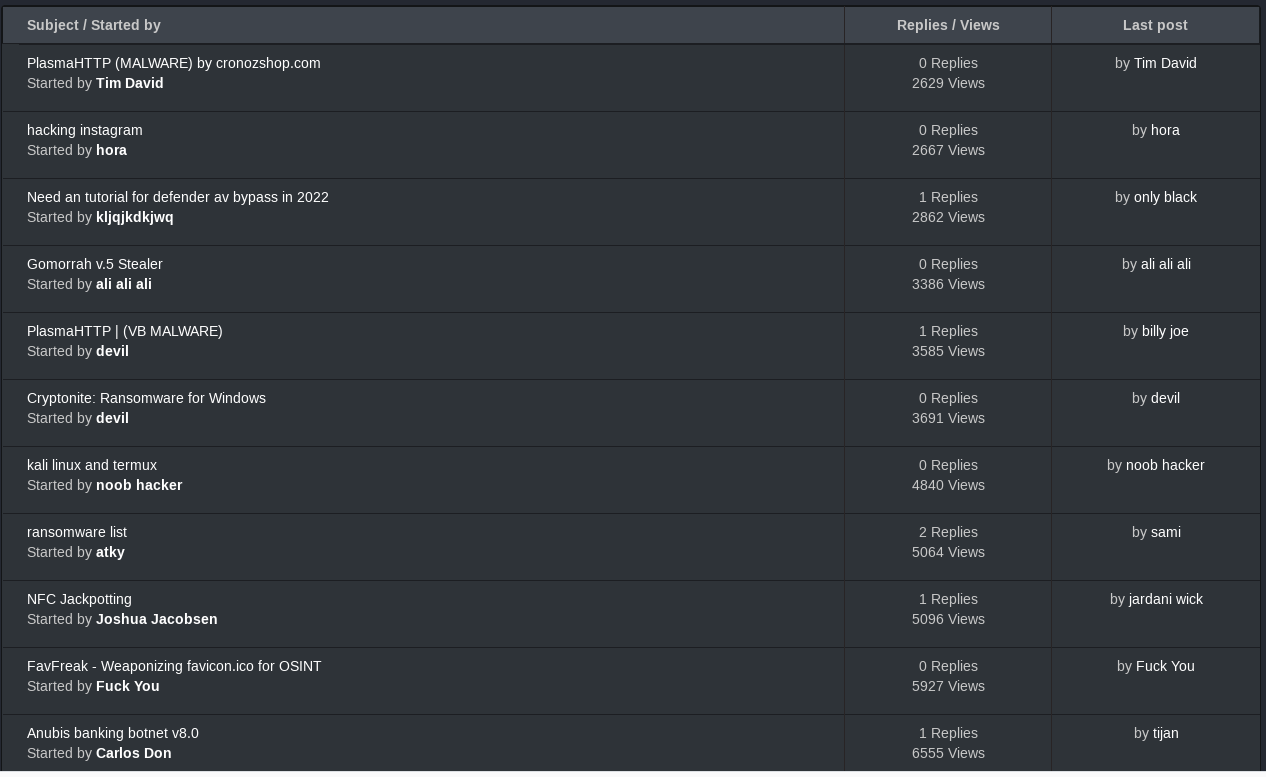 Subject / Started by Replies / Views Last post
PlasmaHTTP (MALWARE) by cronozshop.com 0 Replies by Tim David
Started by Tim David 2629 Views
hacking instagram 0 Replies by hora
Started by hora 2667 Views
Need an tutorial for defender av bypass in 2022 1 Replies by only black
Started by kljqjkdkjwq 2862 Views
Gomorrah v.5 Stealer 0 Replies by ali ali ali
Started by ali ali ali 3386 Views
PlasmaHTTP | (VB MALWARE) 1 Replies by billy joe
Started by devil 3585 Views
Cryptonite: Ransomware for Windows 0 Replies by devil
Started by devil 3691 Views
kali linux and termux 0 Replies by noob hacker
Started by noob hacker 4840 Views
ransomware list 2 Replies by sami
Started by atky 5064 Views
NFC Jackpotting 1 Replies by jardani wick
Started by Joshua Jacobsen 5096 Views
FavFreak - Weaponizing favicon.ico for OSINT 0 Replies by Fuck You
Started by Fuck You 5927 Views
Anubis banking botnet v8.0 1 Replies by tijan
Started by Carlos Don 6555 Views